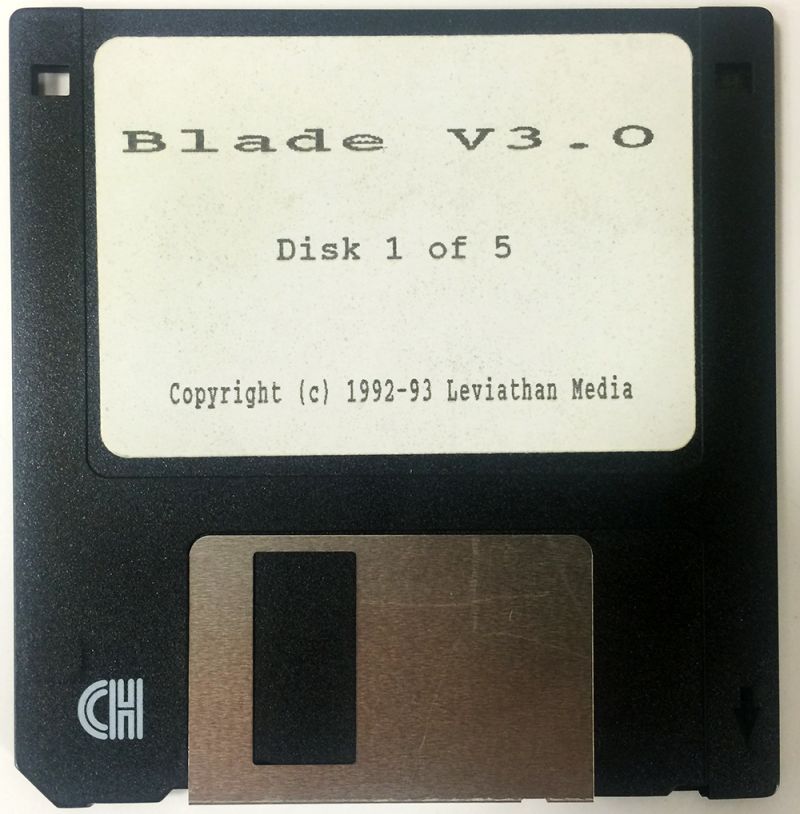 Blade V3.0
Disk 1 of 5
Copyright (c) 1992-93 Leviathan Media
CH